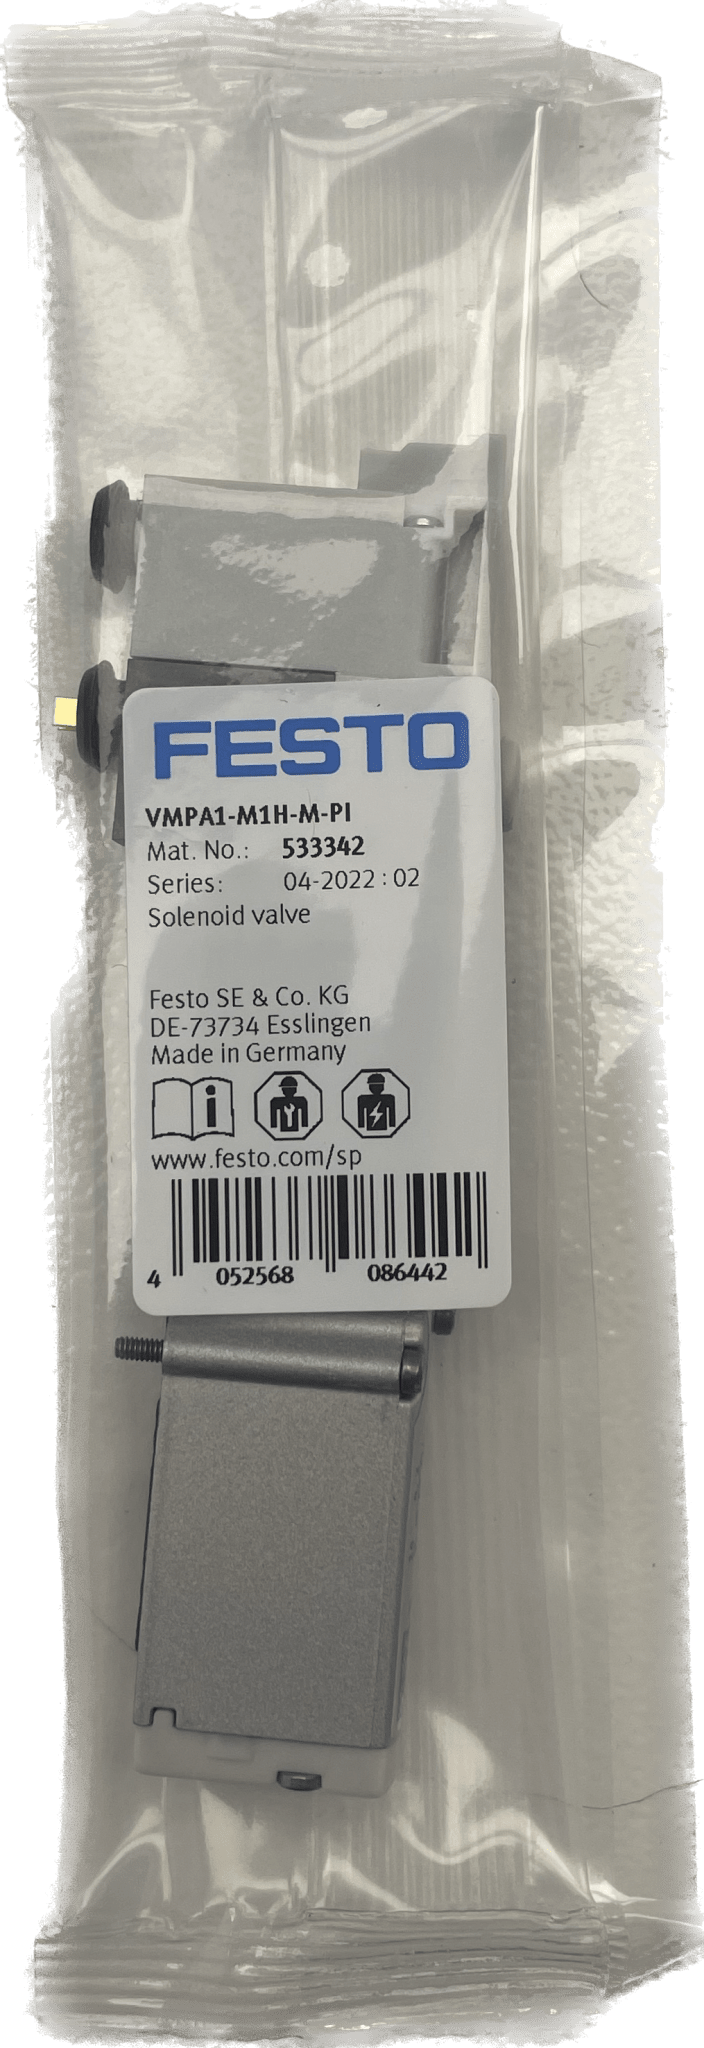 FESTO
VMPA1-M1H-M-PI
Mat. No.: 533342
Series: 04-2022 : 02
Solenoid valve
Festo SE & Co. KG
DE-73734 Esslingen
Made in Germany
www.festo.com/sp
4 052568 086442